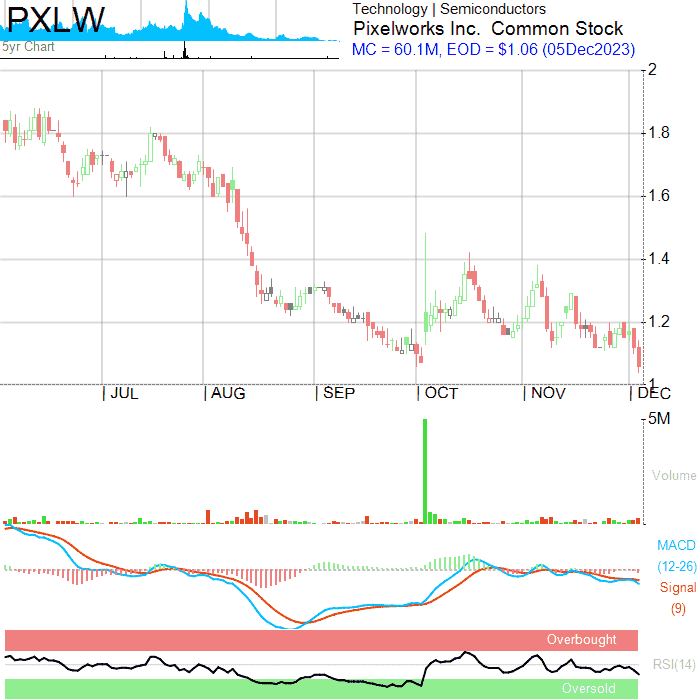 PXLW
5yr Chart
Technology | Semiconductors
Pixelworks Inc. Common Stock
MC = 60.1M, EOD = $1.06 (05Dec2023)
2
1.8
1.6
1.4
1.2
1
JUL AUG SEP OCT NOV DEC
5M
Volume
MACD
(12-26)
Signal
(9)
Overbought
RSI(14)
Oversold